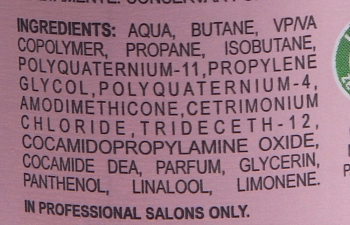 INGREDIENTS: AQUA, BUTANE, VP/VA
COPOLYMER, PROPANE, ISOBUTANE,
POLYQUATERNIUM-11,PROPYLENE
GLYCOL,POLYQUATERNIUM-4,
AMODIMETHICONE,CETRIMONIUM
CHLORIDE,TRIDECETH-12,
COCAMIDOPROPYLAMINE OXIDE,
COCAMIDE DEA, PARFUM, GLYCERIN,
PANTHENOL, LINALOOL, LIMONENE.
IN PROFESSIONAL SALONS ONLY.